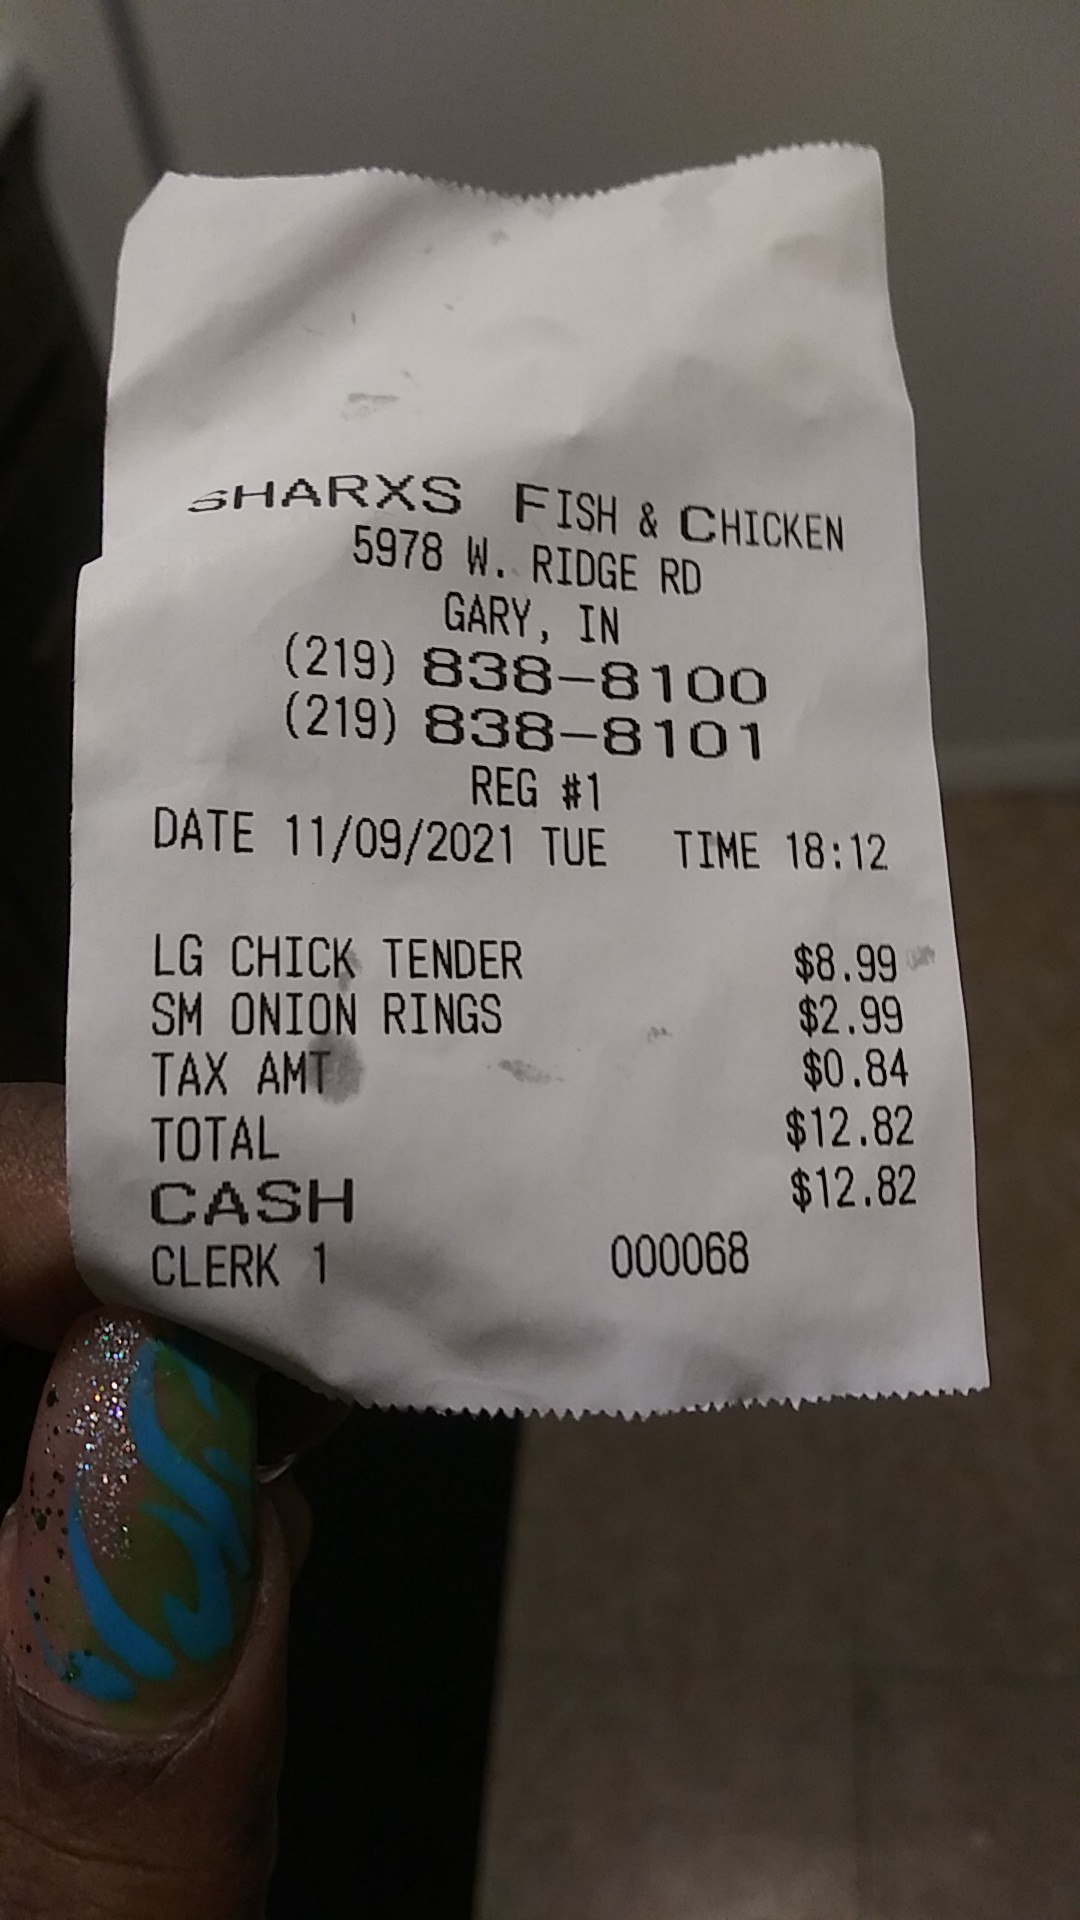 SHARXS FISH & CHICKEN
5978 W. RIDGE RD
GARY, IN
(219) 838-8100
(219) 838-8101
REG #1
DATE 11/09/2021 TUE TIME 18:12
LG CHICK TENDER $8.99
SM ONION RINGS $2.99
TAX AMT $0.84
TOTAL $12.82
CASH $12.82
CLERK 1 000068